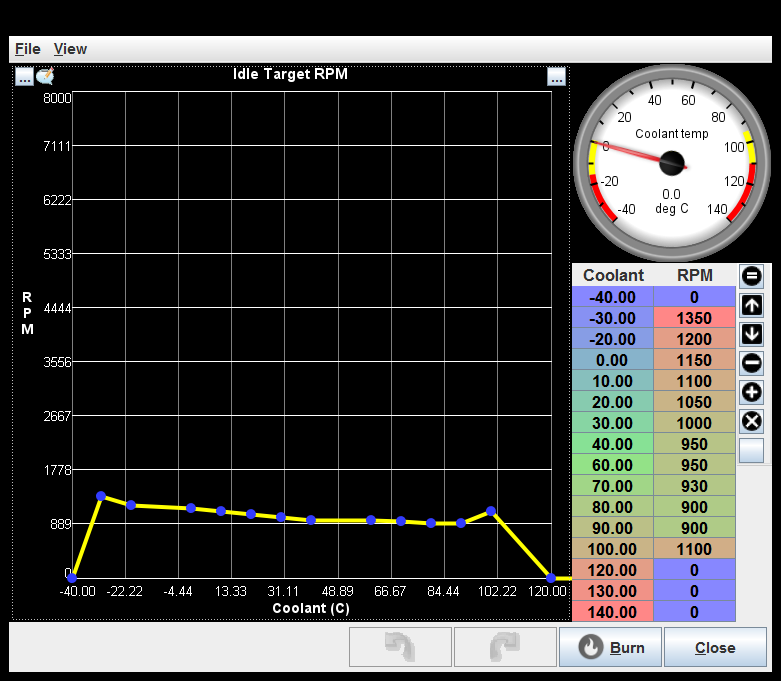 File View
... Idle Target RPM ...
8000
7111
6222
5333
4444
3556
2667
1778
889
0
RPM
-40.00 -22.22 -4.44 13.33 31.11 48.89 66.67 84.44 102.22 120.00
Coolant (C)
-40 -20 0 20 40 60 80 100 120 140
Coolant temp
0.0
deg C
Coolant RPM
-40.00 0
-30.00 1350
-20.00 1200
0.00 1150
10.00 1100
20.00 1050
30.00 1000
40.00 950
60.00 950
70.00 930
80.00 900
90.00 900
100.00 1100
120.00 0
130.00 0
140.00 0
Burn Close